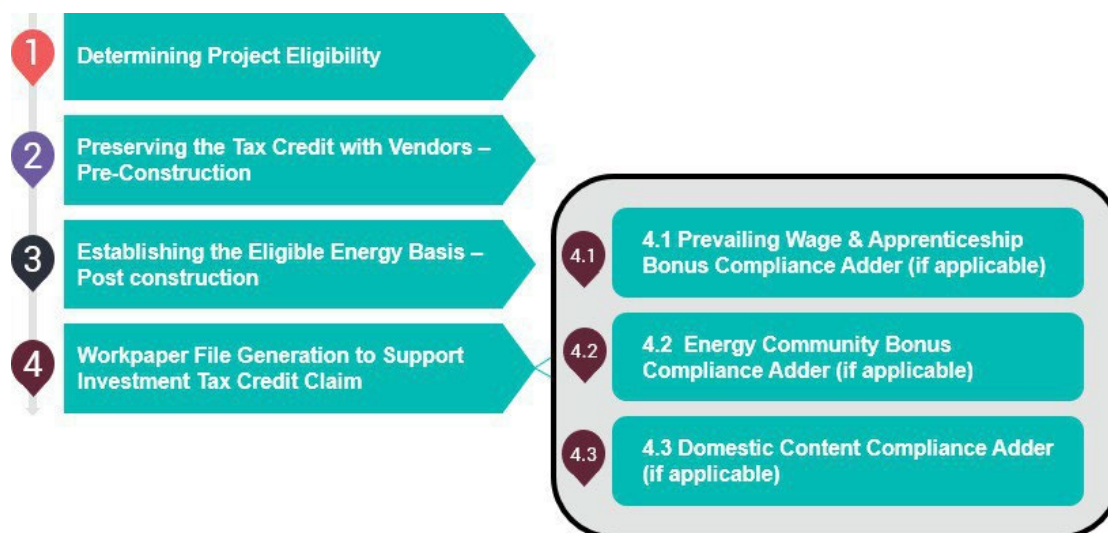 1
Determining Project Eligibility
2
Preserving the Tax Credit with Vendors –
Pre-Construction
3
Establishing the Eligible Energy Basis –
Post construction
4
Workpaper File Generation to Support
Investment Tax Credit Claim
4.1
4.1 Prevailing Wage & Apprenticeship
Bonus Compliance Adder (if applicable)
4.2
4.2 Energy Community Bonus
Compliance Adder (if applicable)
4.3
4.3 Domestic Content Compliance Adder
(if applicable)